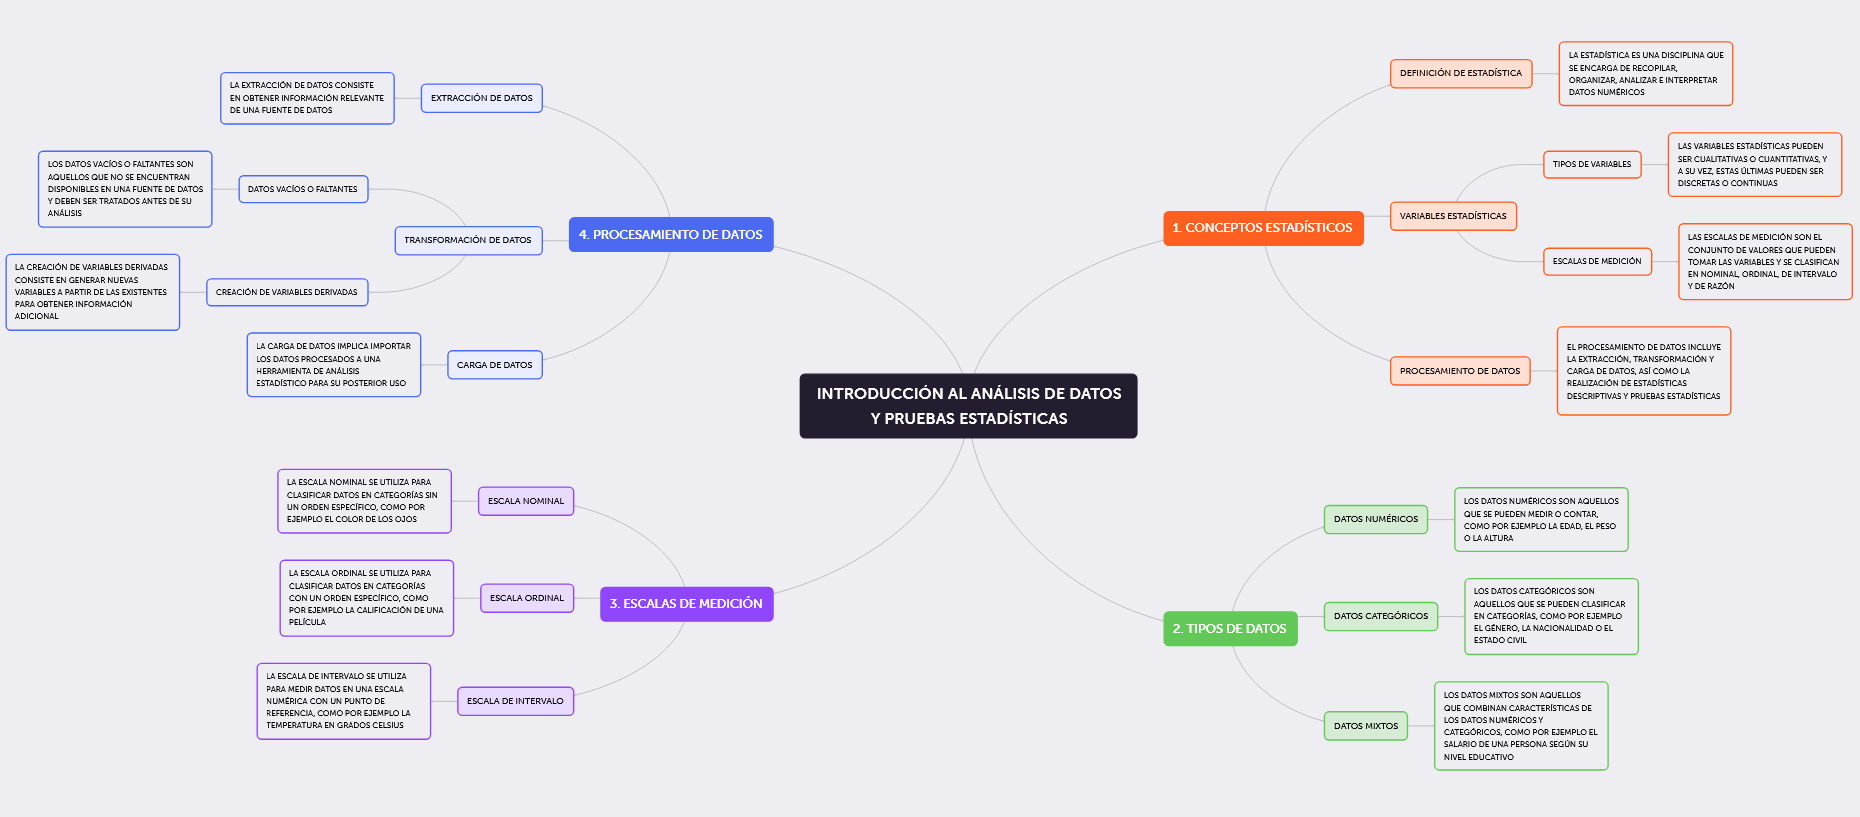 INTRODUCCIÓN AL ANÁLISIS DE DATOS
Y PRUEBAS ESTADÍSTICAS
1. CONCEPTOS ESTADÍSTICOS
DEFINICIÓN DE ESTADÍSTICA
LA ESTADÍSTICA ES UNA DISCIPLINA QUE
SE ENCARGA DE RECOPILAR,
ORGANIZAR, ANALIZAR E INTERPRETAR
DATOS NUMÉRICOS
VARIABLES ESTADÍSTICAS
TIPOS DE VARIABLES
LAS VARIABLES ESTADÍSTICAS PUEDEN
SER CUALITATIVAS O CUANTITATIVAS, Y
A SU VEZ, ESTAS ÚLTIMAS PUEDEN SER
DISCRETAS O CONTINUAS
ESCALAS DE MEDICIÓN
LAS ESCALAS DE MEDICIÓN SON EL
CONJUNTO DE VALORES QUE PUEDEN
TOMAR LAS VARIABLES Y SE CLASIFICAN
EN NOMINAL, ORDINAL, DE INTERVALO
Y DE RAZÓN
PROCESAMIENTO DE DATOS
EL PROCESAMIENTO DE DATOS INCLUYE
LA EXTRACCIÓN, TRANSFORMACIÓN Y
CARGA DE DATOS, ASÍ COMO LA
REALIZACIÓN DE ESTADÍSTICAS
DESCRIPTIVAS Y PRUEBAS ESTADÍSTICAS
2. TIPOS DE DATOS
DATOS NUMÉRICOS
LOS DATOS NUMÉRICOS SON AQUELLOS
QUE SE PUEDEN MEDIR O CONTAR,
COMO POR EJEMPLO LA EDAD, EL PESO
O LA ALTURA
DATOS CATEGÓRICOS
LOS DATOS CATEGÓRICOS SON
AQUELLOS QUE SE PUEDEN CLASIFICAR
EN CATEGORÍAS, COMO POR EJEMPLO
EL GÉNERO, LA NACIONALIDAD O EL
ESTADO CIVIL
DATOS MIXTOS
LOS DATOS MIXTOS SON AQUELLOS
QUE COMBINAN CARACTERÍSTICAS DE
LOS DATOS NUMÉRICOS Y
CATEGÓRICOS, COMO POR EJEMPLO EL
SALARIO DE UNA PERSONA SEGÚN SU
NIVEL EDUCATIVO
3. ESCALAS DE MEDICIÓN
ESCALA NOMINAL
LA ESCALA NOMINAL SE UTILIZA PARA
CLASIFICAR DATOS EN CATEGORÍAS SIN
UN ORDEN ESPECÍFICO, COMO POR
EJEMPLO EL COLOR DE LOS OJOS
ESCALA ORDINAL
LA ESCALA ORDINAL SE UTILIZA PARA
CLASIFICAR DATOS EN CATEGORÍAS
CON UN ORDEN ESPECÍFICO, COMO
POR EJEMPLO LA CALIFICACIÓN DE UNA
PELÍCULA
ESCALA DE INTERVALO
LA ESCALA DE INTERVALO SE UTILIZA
PARA MEDIR DATOS EN UNA ESCALA
NUMÉRICA CON UN PUNTO DE
REFERENCIA, COMO POR EJEMPLO LA
TEMPERATURA EN GRADOS CELSIUS
4. PROCESAMIENTO DE DATOS
EXTRACCIÓN DE DATOS
LA EXTRACCIÓN DE DATOS CONSISTE
EN OBTENER INFORMACIÓN RELEVANTE
DE UNA FUENTE DE DATOS
TRANSFORMACIÓN DE DATOS
DATOS VACÍOS O FALTANTES
LOS DATOS VACÍOS O FALTANTES SON
AQUELLOS QUE NO SE ENCUENTRAN
DISPONIBLES EN UNA FUENTE DE DATOS
Y DEBEN SER TRATADOS ANTES DE SU
ANÁLISIS
CREACIÓN DE VARIABLES DERIVADAS
LA CREACIÓN DE VARIABLES DERIVADAS
CONSISTE EN GENERAR NUEVAS
VARIABLES A PARTIR DE LAS EXISTENTES
PARA OBTENER INFORMACIÓN
ADICIONAL
CARGA DE DATOS
LA CARGA DE DATOS IMPLICA IMPORTAR
LOS DATOS PROCESADOS A UNA
HERRAMIENTA DE ANÁLISIS
ESTADÍSTICO PARA SU POSTERIOR USO